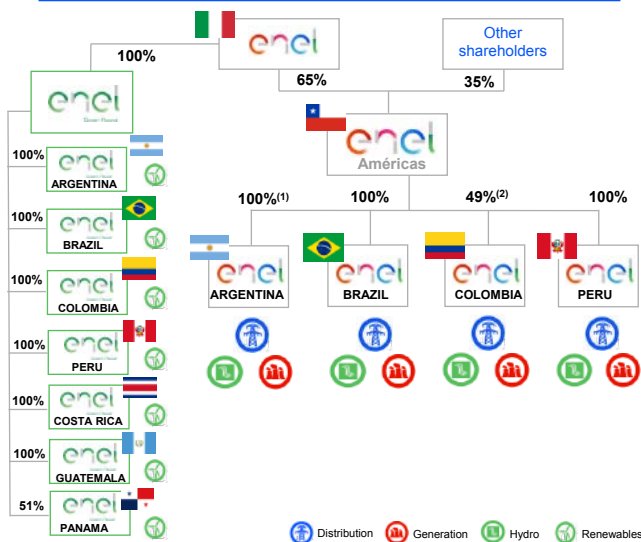 enel
Other
shareholders
100%
65%
35%
enel
Green Power
enel
Américas
100%
enel
ARGENTINA
100%
enel
BRAZIL
100%
enel
COLOMBIA
100%
enel
PERU
100%
enel
COSTA RICA
100%
enel
GUATEMALA
51%
enel
PANAMA
100%(1)
100%
49%(2)
100%
enel
ARGENTINA
enel
BRAZIL
enel
COLOMBIA
enel
PERU
Distribution
Generation
Hydro
Renewables